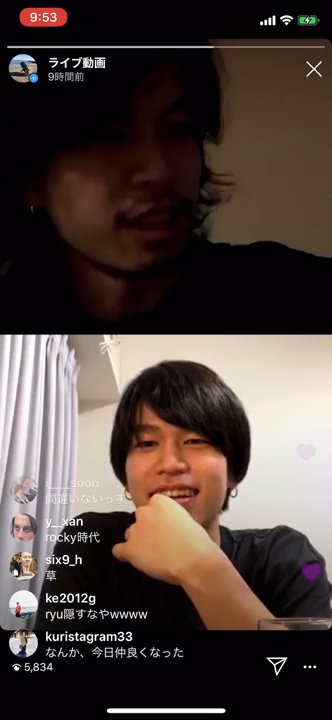 9:53
ライブ動画
9時間前
i___soon
間違いないっす
y__xan
rocky時代
six9_h
草
ke2012g
ryu隠すなやwwww
kuristagram33
なんか、今日仲良くなった
5,834